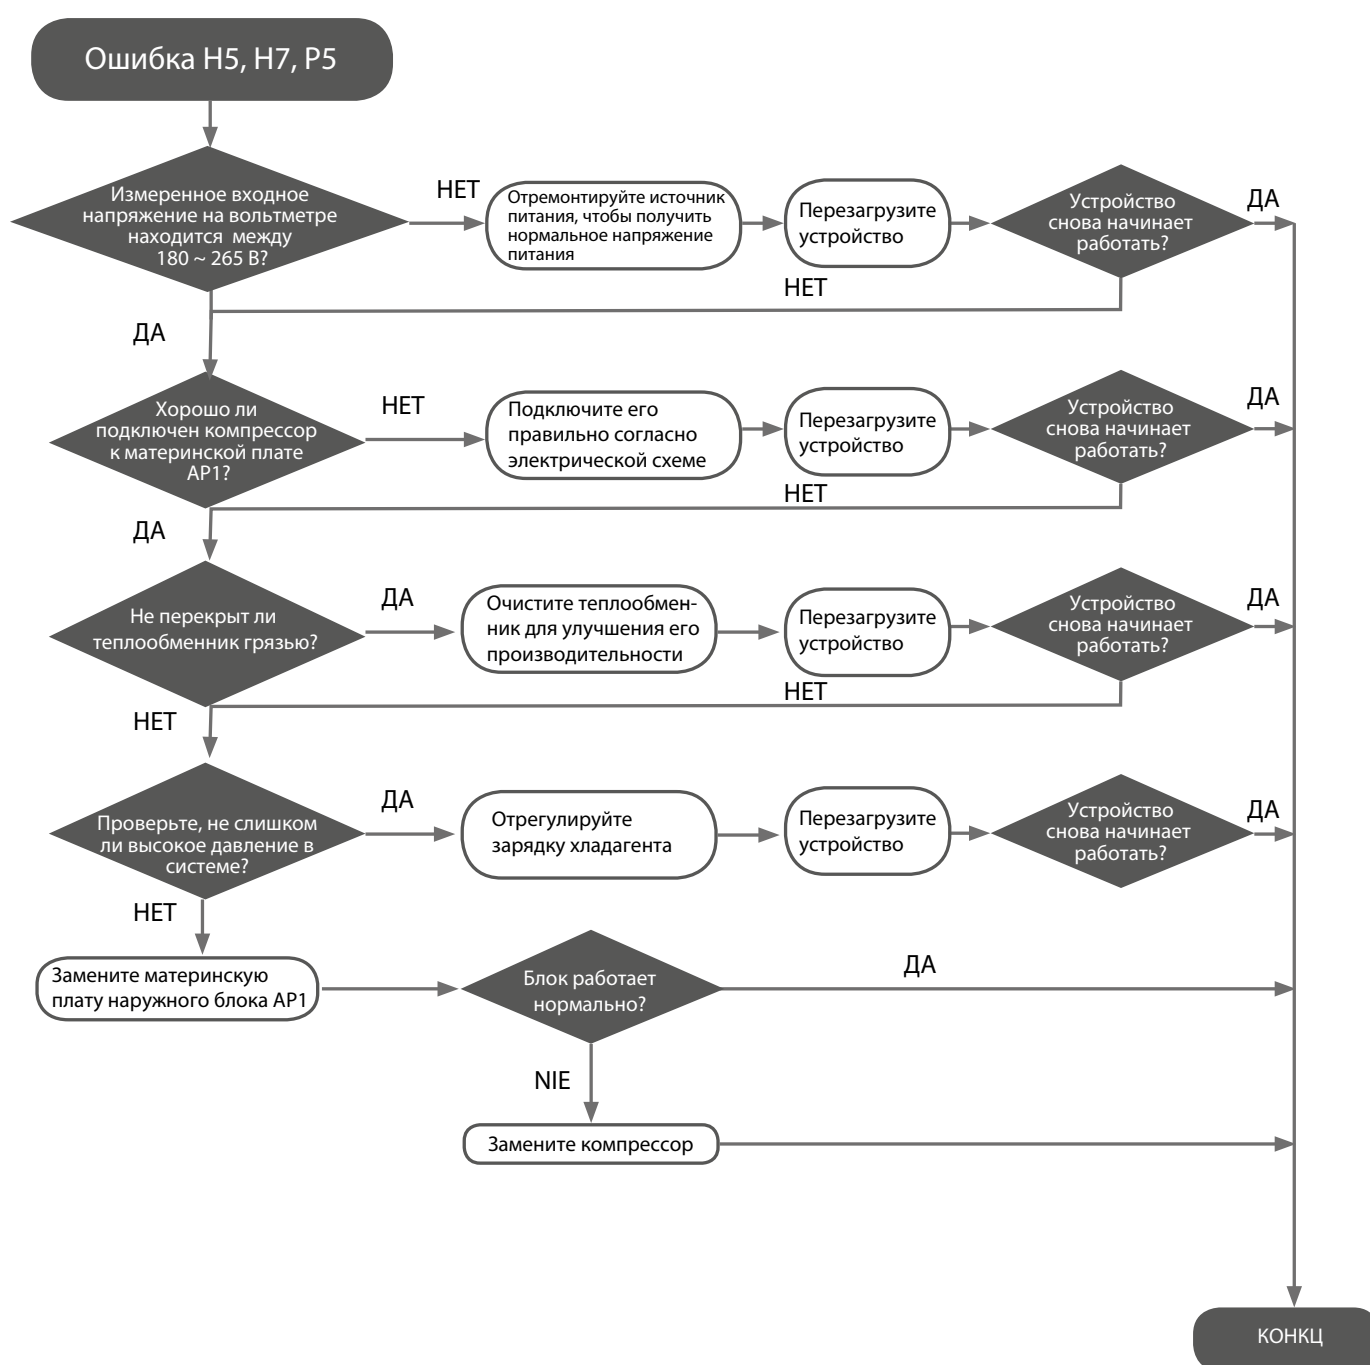 Ошибка H5, H7, P5
Измеренное входное
напряжение на вольтметре
находится между
180 ~ 265 В?
НЕТ
Отремонтируйте источник
питания, чтобы получить
нормальное напряжение
питания
Перезагрузите
устройство
Устройство
снова начинает
работать?
ДА
НЕТ
ДА
Хорошо ли
подключен компрессор
к материнской плате
AP1?
НЕТ
Подключите его
правильно согласно
электрической схеме
Перезагрузите
устройство
Устройство
снова начинает
работать?
ДА
НЕТ
ДА
Не перекрыт ли
теплообменник грязью?
ДА
Очистите теплообмен-
ник для улучшения его
производительности
Перезагрузите
устройство
Устройство
снова начинает
работать?
ДА
НЕТ
НЕТ
Проверьте, не слишком
ли высокое давление в
системе?
ДА
Отрегулируйте
зарядку хладагента
Перезагрузите
устройство
Устройство
снова начинает
работать?
ДА
НЕТ
Замените материнскую
плату наружного блока AP1
Блок работает
нормально?
ДА
NIE
Замените компрессор
КОНКЦ